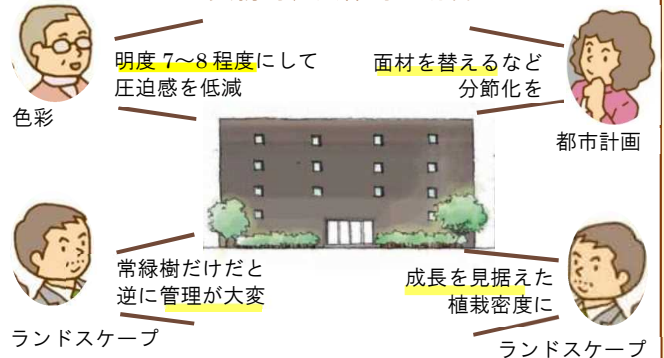 明度 7~8 程度にして
圧迫感を低減
色彩
面材を替えるなど
分節化を
都市計画
常緑樹だけだと
逆に管理が大変
ランドスケープ
成長を見据えた
植栽密度に
ランドスケープ